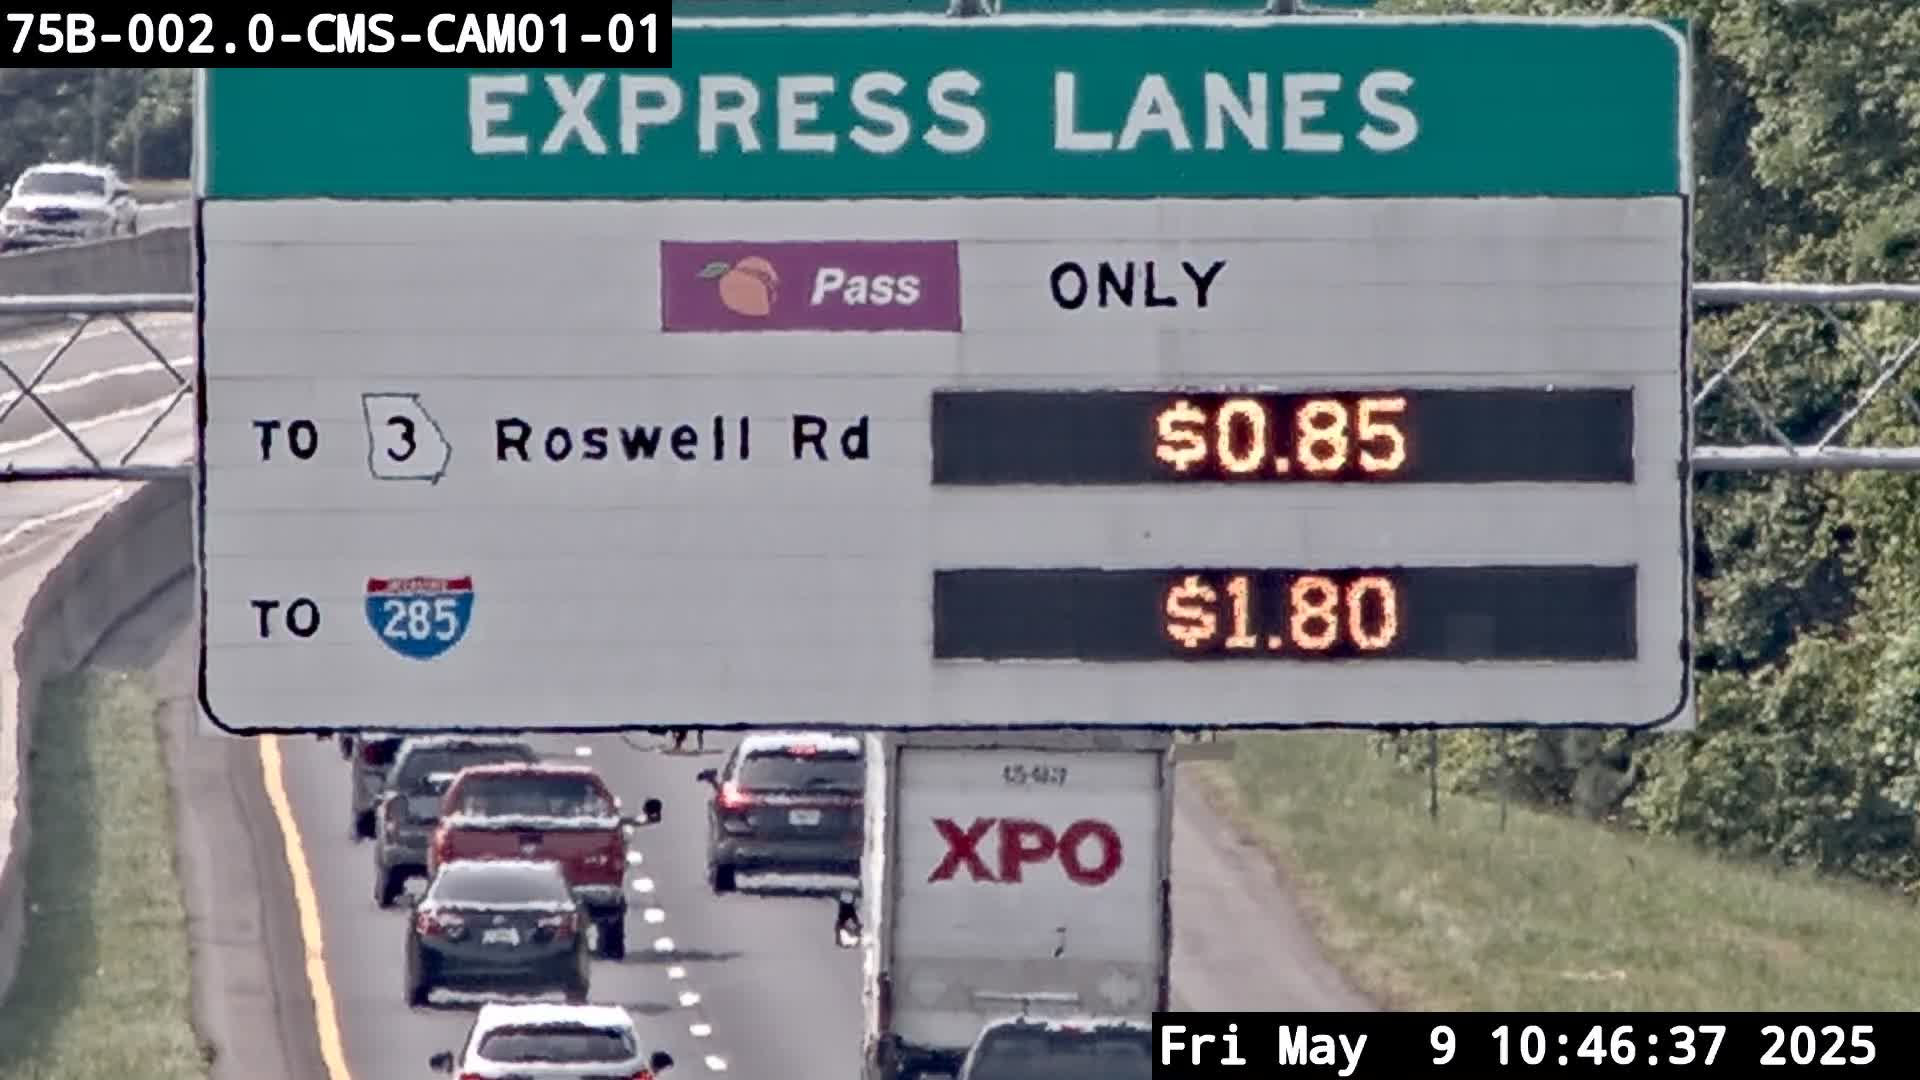 75B-002.0-CMS-CAM01-01
EXPRESS LANES
Pass ONLY
TO 3 Roswell Rd $0.85
TO 285 $1.80
XPO
Fri May 9 10:46:37 2025